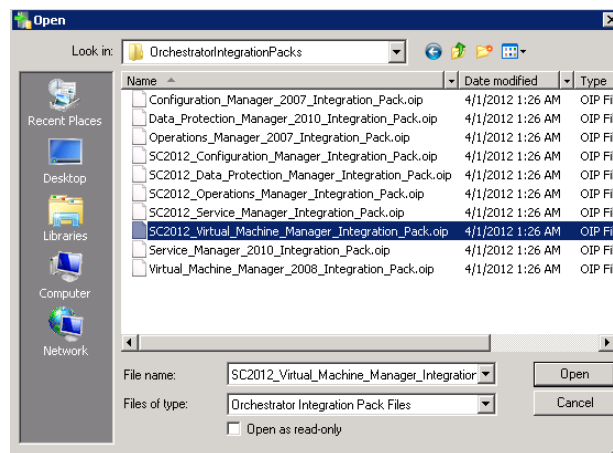 Open
Look in: OrchestratorIntegrationPacks
Name Date modified Type
Configuration_Manager_2007_Integration_Pack.oip 4/1/2012 1:26 AM OIP Fi
Data_Protection_Manager_2010_Integration_Pack.oip 4/1/2012 1:26 AM OIP Fi
Operations_Manager_2007_Integration_Pack.oip 4/1/2012 1:26 AM OIP Fi
SC2012_Configuration_Manager_Integration_Pack.oip 4/1/2012 1:26 AM OIP Fi
SC2012_Data_Protection_Manager_Integration_Pack.oip 4/1/2012 1:26 AM OIP Fi
SC2012_Operations_Manager_Integration_Pack.oip 4/1/2012 1:26 AM OIP Fi
SC2012_Service_Manager_Integration_Pack.oip 4/1/2012 1:26 AM OIP Fi
SC2012_Virtual_Machine_Manager_Integration_Pack.oip 4/1/2012 1:26 AM OIP Fi
Service_Manager_2010_Integration_Pack.oip 4/1/2012 1:26 AM OIP Fi
Virtual_Machine_Manager_2008_Integration_Pack.oip 4/1/2012 1:26 AM OIP Fi
Recent Places
Desktop
Libraries
Computer
Network
File name: SC2012_Virtual_Machine_Manager_Integration Open
Files of type: Orchestrator Integration Pack Files Cancel
Open as read-only